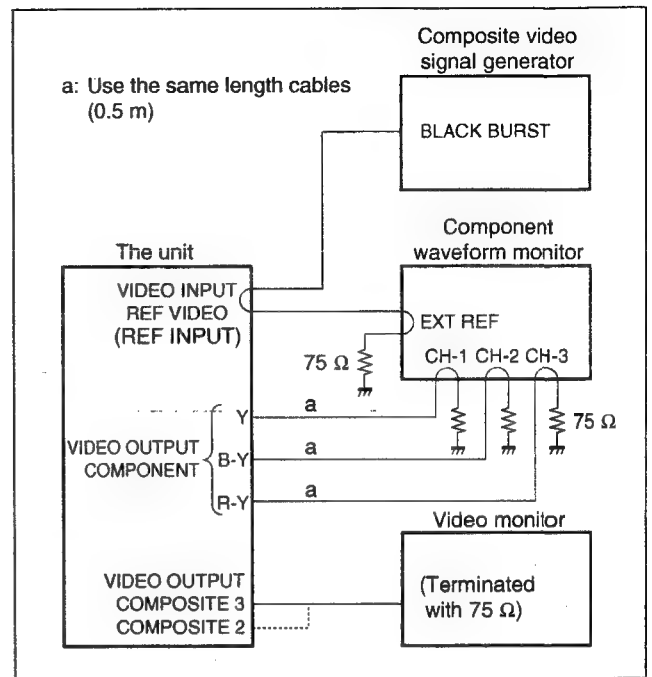 Composite video
signal generator
a: Use the same length cables
(0.5 m)
BLACK BURST
Component
waveform monitor
The unit
VIDEO INPUT
REF VIDEO
(REF INPUT)
EXT REF
75 Ω
CH-1 CH-2 CH-3
Y
a
75 Ω
VIDEO OUTPUT
COMPONENT
B-Y
a
R-Y
a
Video monitor
VIDEO OUTPUT
COMPOSITE 3
COMPOSITE 2
(Terminated
with 75 Ω)